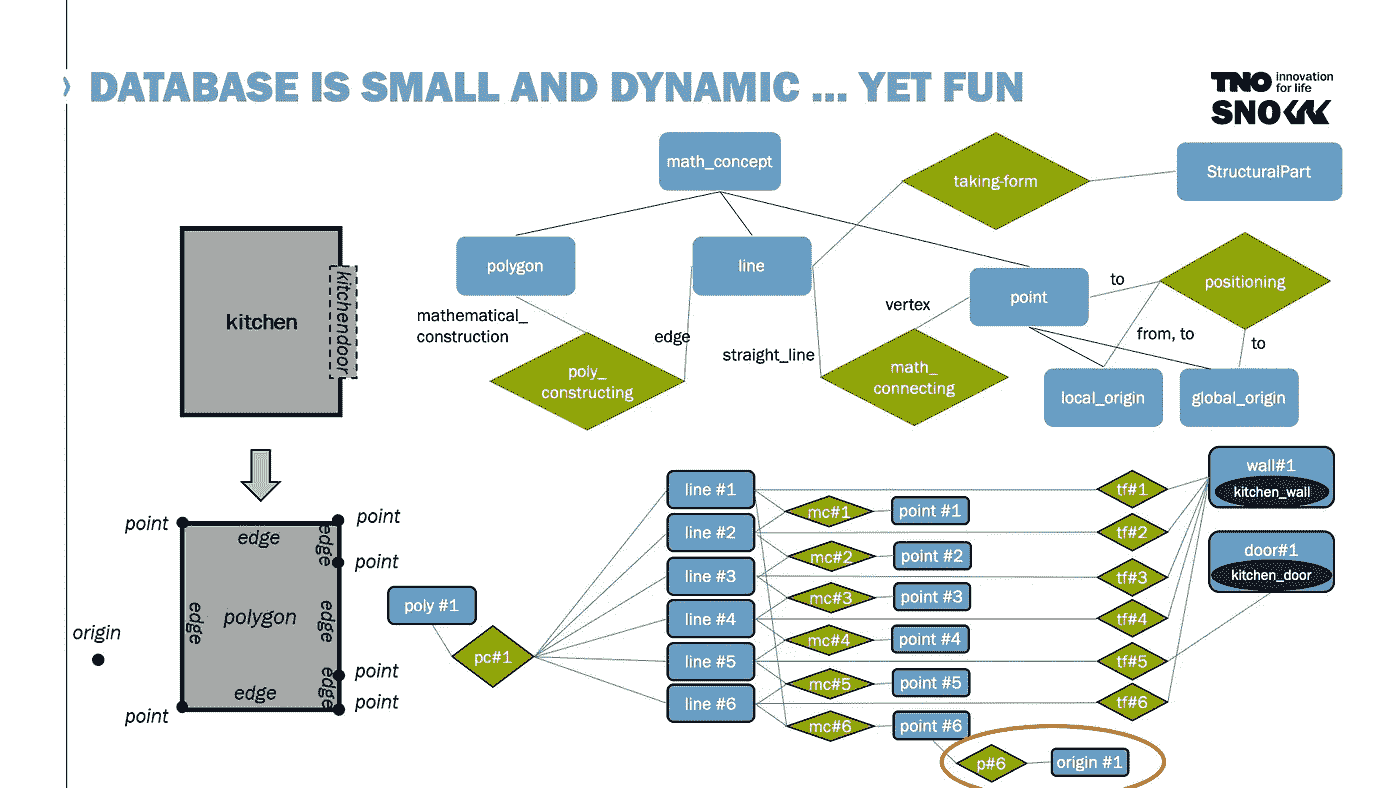 DATABASE IS SMALL AND DYNAMIC ... YET FUN
TNO innovation
for life
SNOW
math_concept
taking-form
StructuralPart
polygon
line
point
to
positioning
kitchen
kitchendoor
mathematical_
construction
edge
vertex
straight_line
from, to
to
poly_
constructing
math_
connecting
local_origin
global_origin
point
edge
edge
point
point
edge
polygon
edge
origin
edge
edge
point
point
point
poly #1
pc#1
line #1
line #2
line #3
line #4
line #5
line #6
mc#1
mc#2
mc#3
mc#4
mc#5
mc#6
point #1
point #2
point #3
point #4
point #5
point #6
p#6
origin #1
tf#1
tf#2
tf#3
tf#4
tf#5
tf#6
wall#1
kitchen_wall
door#1
kitchen_door